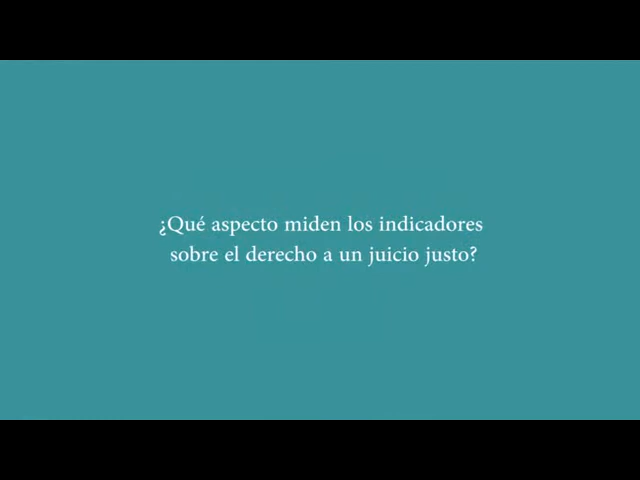 ¿Qué aspecto miden los indicadores
sobre el derecho a un juicio justo?